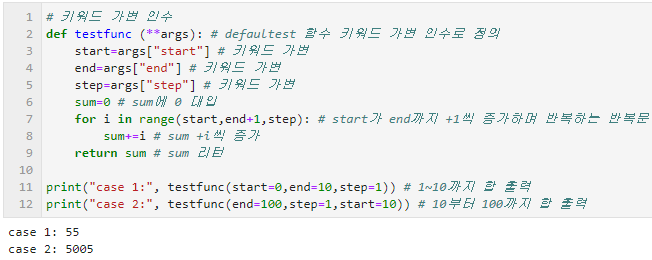 1 # 키워드 가변 인수
2 def testfunc (**args): # defaultest 함수 키워드 가변 인수로 정의
3 start=args["start"] # 키워드 가변
4 end=args["end"] # 키워드 가변
5 step=args["step"] # 키워드 가변
6 sum=0 # sum에 0 대입
7 for i in range(start,end+1,step): # start가 end까지 +1씩 증가하며 반복하는 반복문
8 sum+=i # sum +i씩 증가
9 return sum # sum 리턴
10
11 print("case 1:", testfunc(start=0,end=10,step=1)) # 1~10까지 합 출력
12 print("case 2:", testfunc(end=100,step=1,start=10)) # 10부터 100까지 합 출력
case 1: 55
case 2: 5005